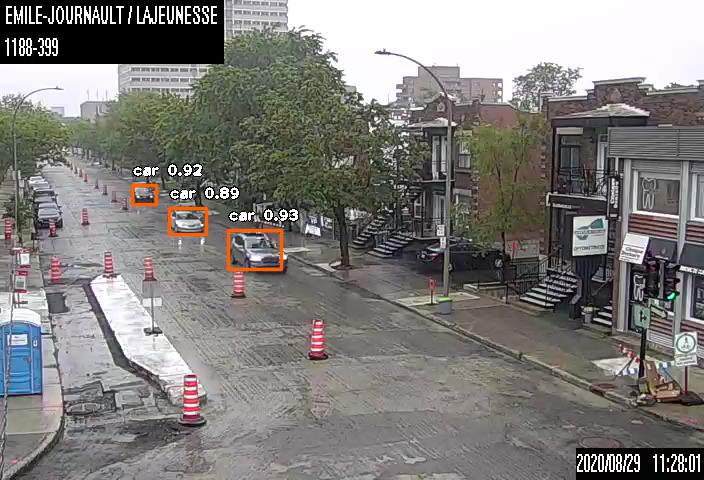 EMILE-JOURNAULT / LAJEUNESSE
1188-399
car 0.92
car 0.89
car 0.93
OPTOMETRISTE
2020/08/29 11:28:01